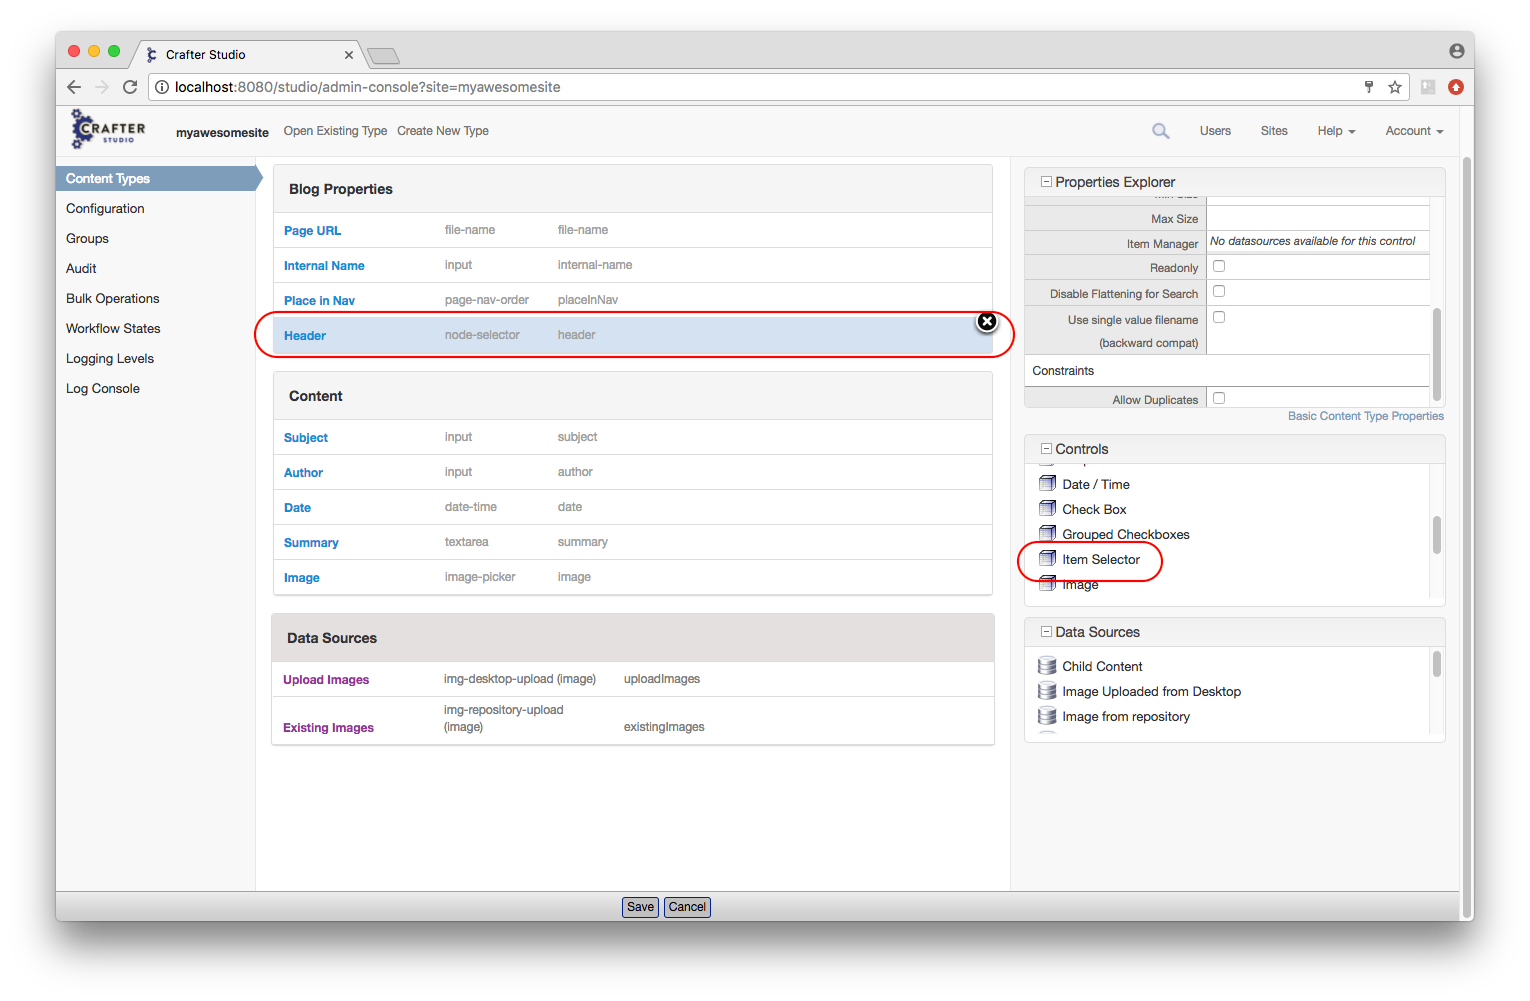 Crafter Studio
localhost:8080/studio/admin-console?site=myawesomesite
CRAFTER
STUDIO
myawesomesite Open Existing Type Create New Type
Users Sites Help Account
Content Types
Configuration
Groups
Audit
Bulk Operations
Workflow States
Logging Levels
Log Console
Blog Properties
Page URL file-name file-name
Internal Name input internal-name
Place in Nav page-nav-order placeInNav
Header node-selector header
Content
Subject input subject
Author input author
Date date-time date
Summary textarea summary
Image image-picker image
Data Sources
Upload Images img-desktop-upload (image) uploadImages
img-repository-upload
Existing Images (image) existingImages
Properties Explorer
Min Size
Max Size
Item Manager No datasources available for this control
Readonly
Disable Flattening for Search
Use single value filename
(backward compat)
Constraints
Allow Duplicates
Basic Content Type Properties
Controls
Date / Time
Check Box
Grouped Checkboxes
Item Selector
Image
Data Sources
Child Content
Image Uploaded from Desktop
Image from repository
Save Cancel